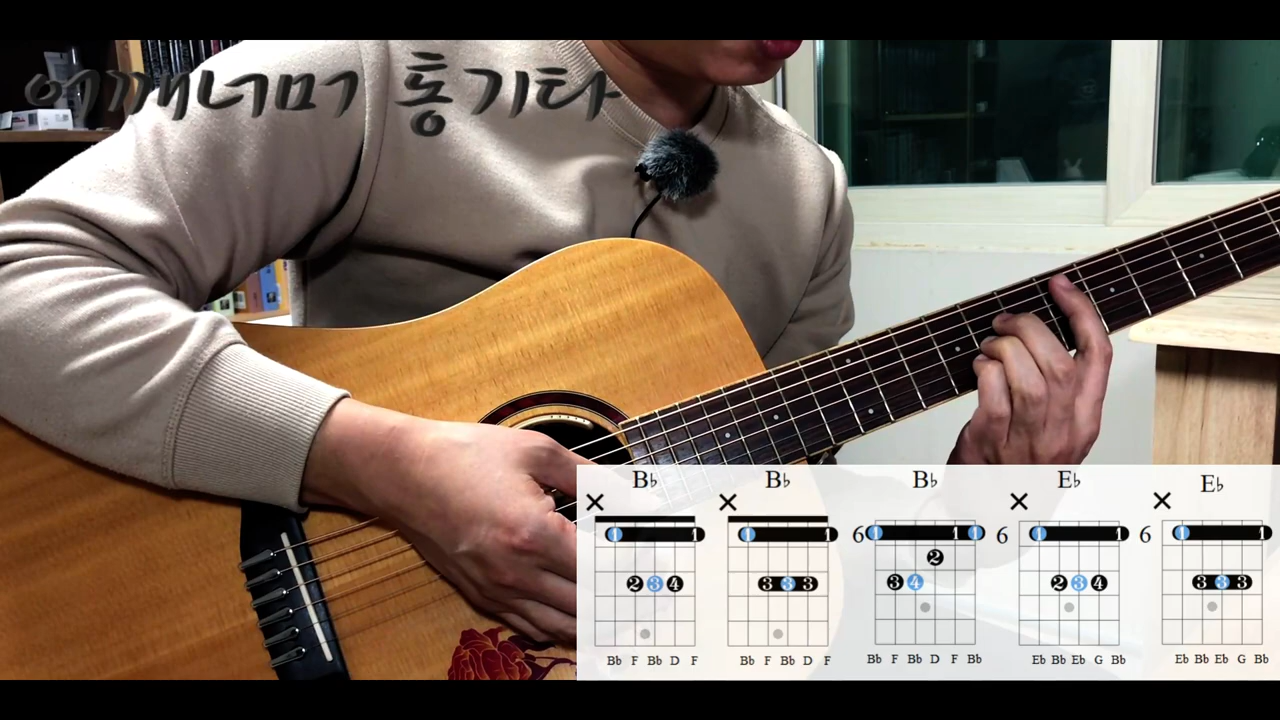 어깨너머 통기타
B♭ B♭ B♭ E♭ E♭
× × × ×
1 1 1 1 6 1 1 1 6 1 1 6 1 1
2
2 3 4 3 3 3 3 4 2 3 4 3 3 3
Bb F Bb D F Bb F Bb D F Bb F Bb D F Bb Eb Bb Eb G Bb Eb Bb Eb G Bb